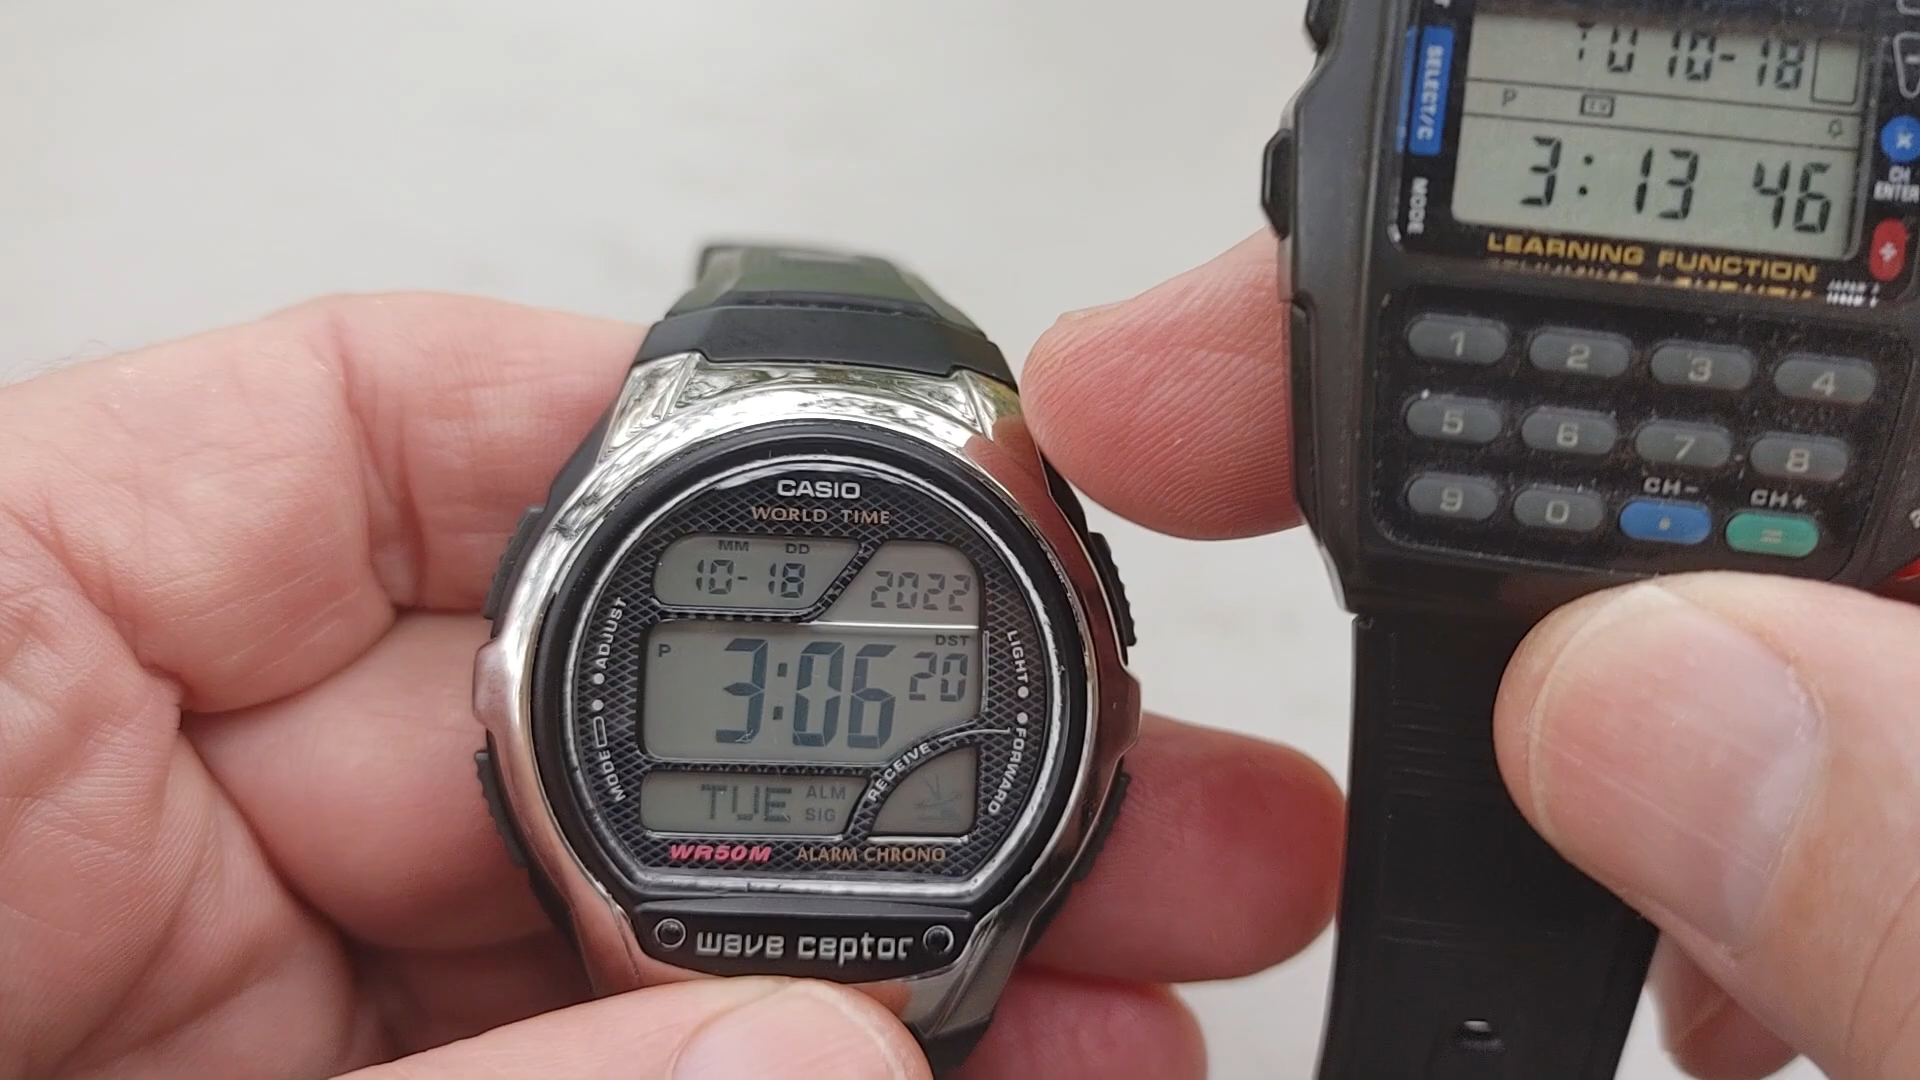 CASIO
WORLD TIME
MM DD
10-18 2022
DST
P 3:06 20
TUE ALM
SIG
ADJUST
MODE
LIGHT
FORWARD
RECEIVE
WR50M ALARM CHRONO
wave ceptor
TU 10-18
P
3:13 46
SELECT/C
MODE
LEARNING FUNCTION
CH
ENTER
1 2 3 4
5 6 7 8
CH- CH+
9 0 · =